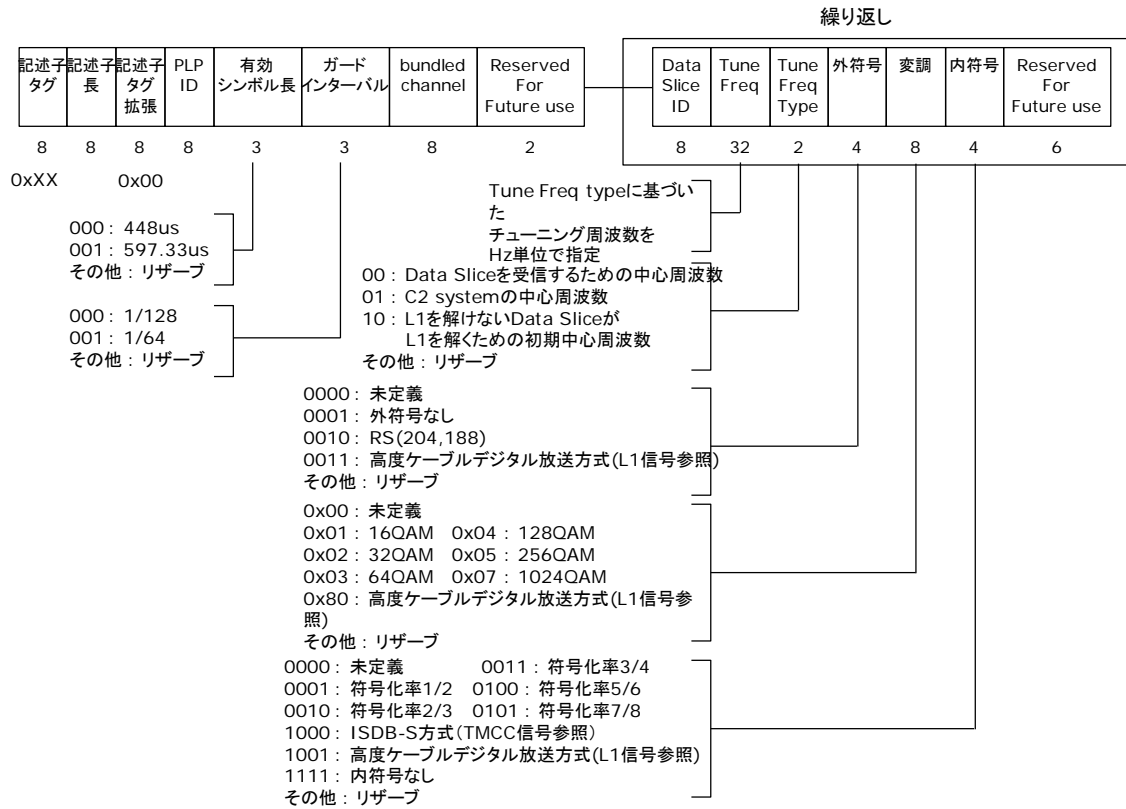 繰り返し
記述子タグ
記述子長
記述子タグ拡張
PLP ID
有効シンボル長
ガードインターバル
bundled channel
Reserved For Future use
Data Slice ID
Tune Freq
Tune Freq Type
外符号
変調
内符号
Reserved For Future use
8 8 8 8 3 3 8 2 8 32 2 4 8 4 6
0xXX 0x00
000 : 448us
001 : 597.33us
その他 : リザーブ
000 : 1/128
001 : 1/64
その他 : リザーブ
Tune Freq typeに基づい
た
チューニング周波数を
Hz単位で指定
00 : Data Sliceを受信するための中心周波数
01 : C2 systemの中心周波数
10 : L1を解けないData Sliceが
L1を解くための初期中心周波数
その他 : リザーブ
0000 : 未定義
0001 : 外符号なし
0010 : RS(204,188)
0011 : 高度ケーブルデジタル放送方式(L1信号参照)
その他 : リザーブ
0x00 : 未定義
0x01 : 16QAM 0x04 : 128QAM
0x02 : 32QAM 0x05 : 256QAM
0x03 : 64QAM 0x07 : 1024QAM
0x80 : 高度ケーブルデジタル放送方式(L1信号参
照)
その他 : リザーブ
0000 : 未定義 0011 : 符号化率3/4
0001 : 符号化率1/2 0100 : 符号化率5/6
0010 : 符号化率2/3 0101 : 符号化率7/8
1000 : ISDB-S方式(TMCC信号参照)
1001 : 高度ケーブルデジタル放送方式(L1信号参照)
1111 : 内符号なし
その他 : リザーブ